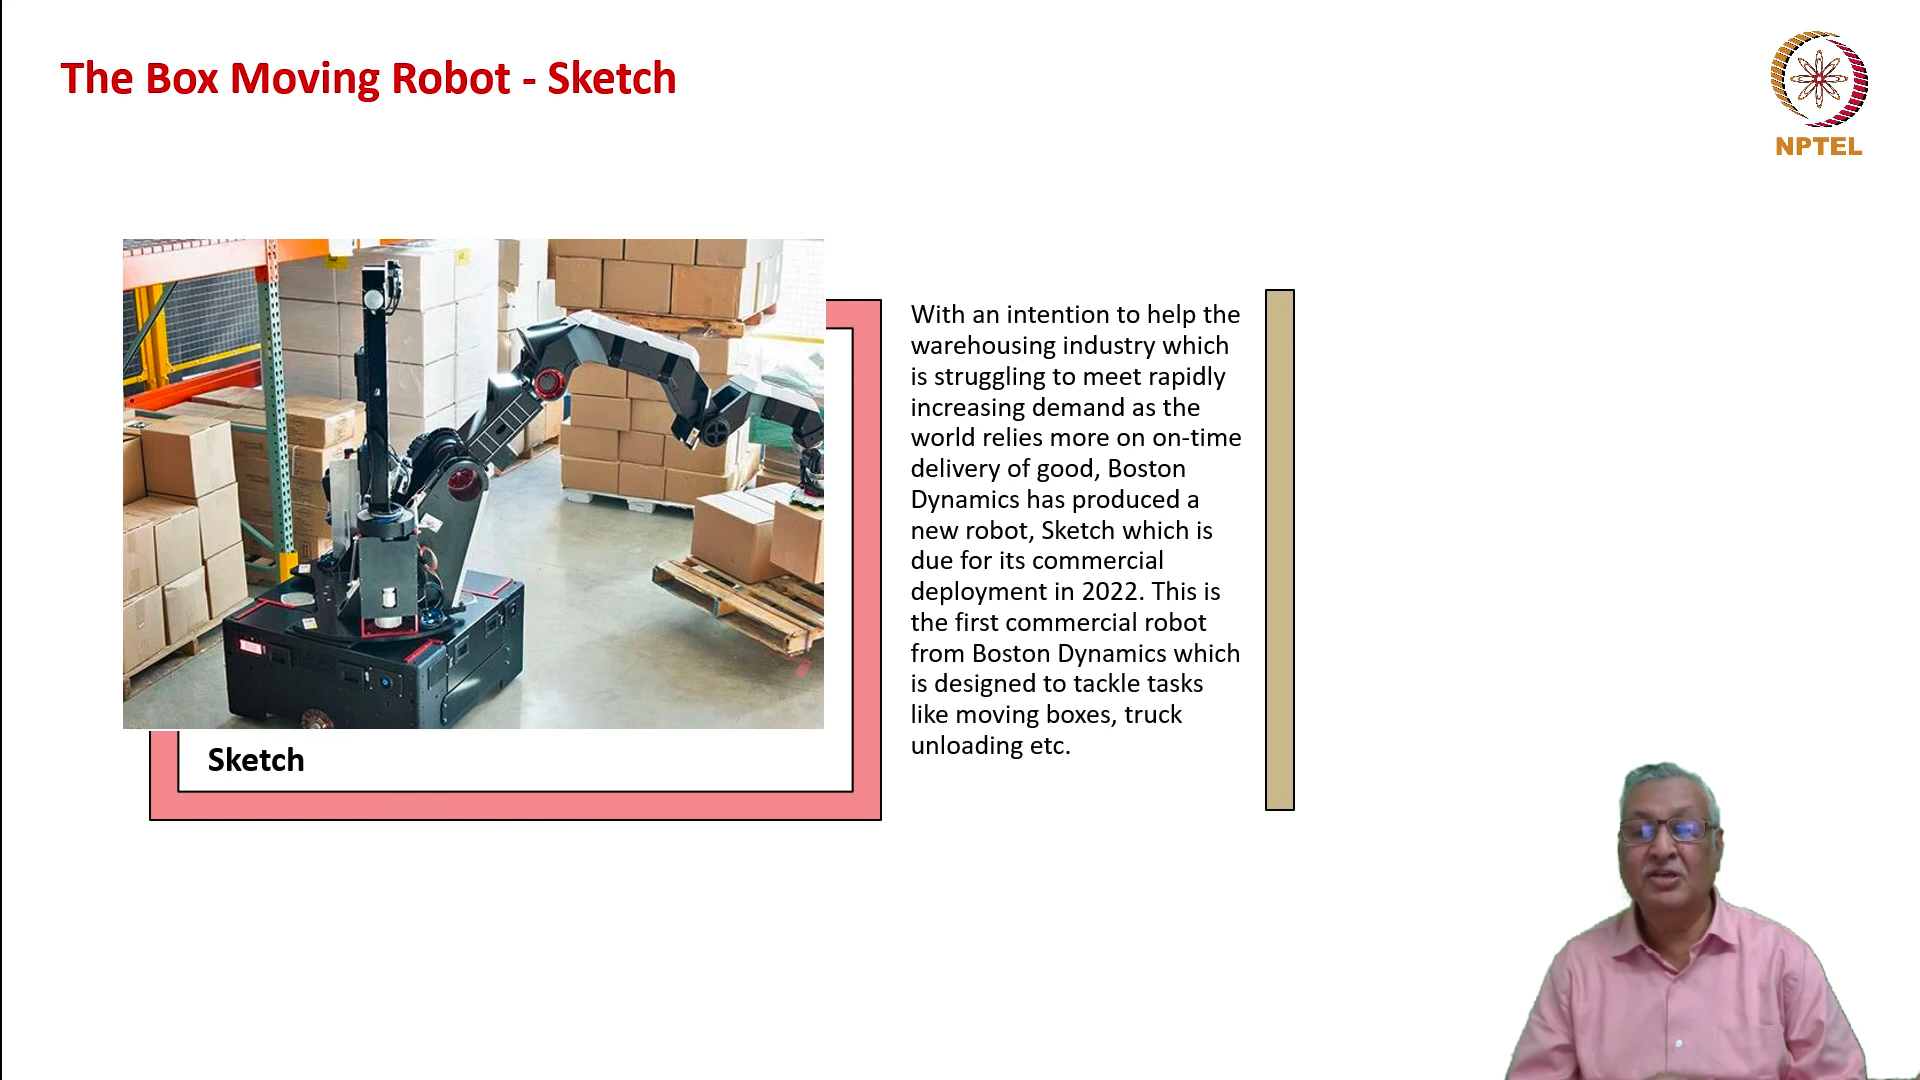 The Box Moving Robot - Sketch
NPTEL
With an intention to help the
warehousing industry which
is struggling to meet rapidly
increasing demand as the
world relies more on on-time
delivery of good, Boston
Dynamics has produced a
new robot, Sketch which is
due for its commercial
deployment in 2022. This is
the first commercial robot
from Boston Dynamics which
is designed to tackle tasks
like moving boxes, truck
unloading etc.
Sketch